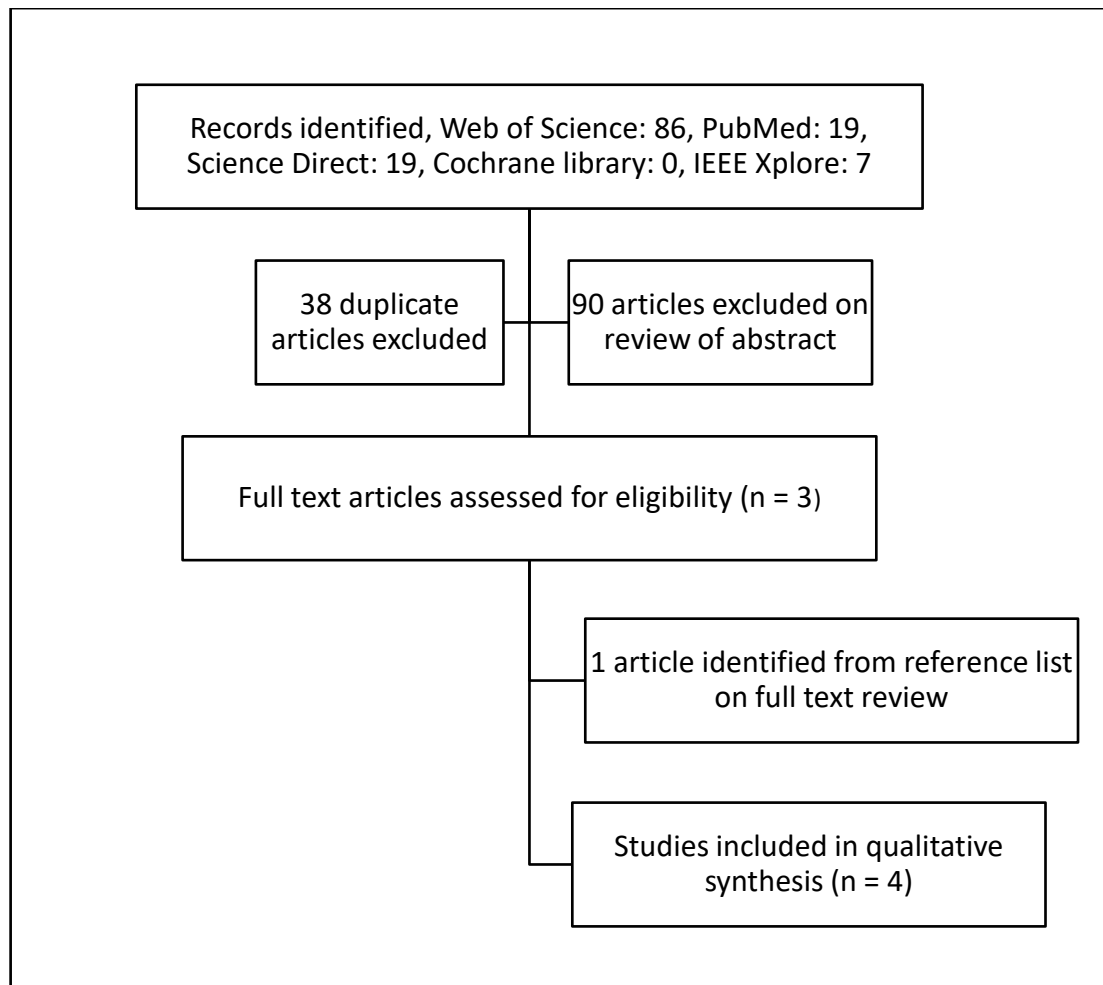 Records identified, Web of Science: 86, PubMed: 19,
Science Direct: 19, Cochrane library: 0, IEEE Xplore: 7
38 duplicate
articles excluded
90 articles excluded on
review of abstract
Full text articles assessed for eligibility (n = 3)
1 article identified from reference list
on full text review
Studies included in qualitative
synthesis (n = 4)